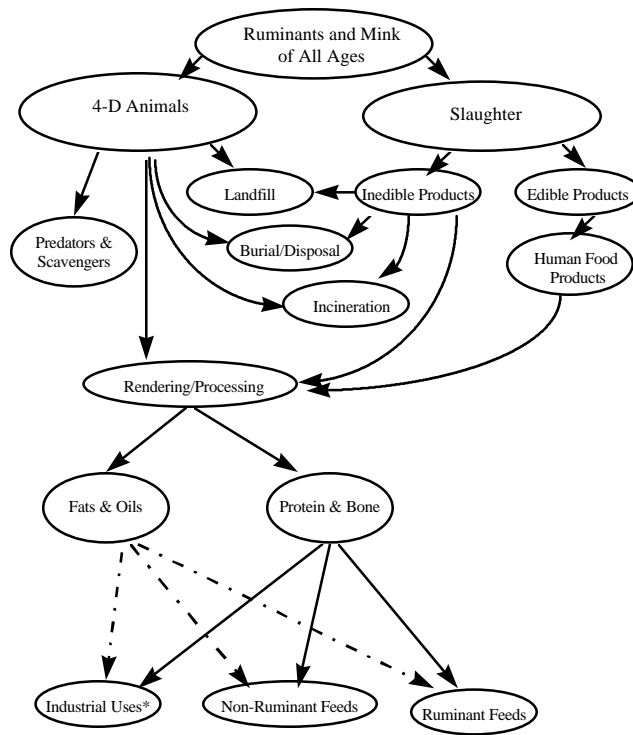 Ruminants and Mink
of All Ages
4-D Animals
Slaughter
Landfill
Inedible Products
Edible Products
Predators &
Scavengers
Burial/Disposal
Human Food
Products
Incineration
Rendering/Processing
Fats & Oils
Protein & Bone
Industrial Uses*
Non-Ruminant Feeds
Ruminant Feeds